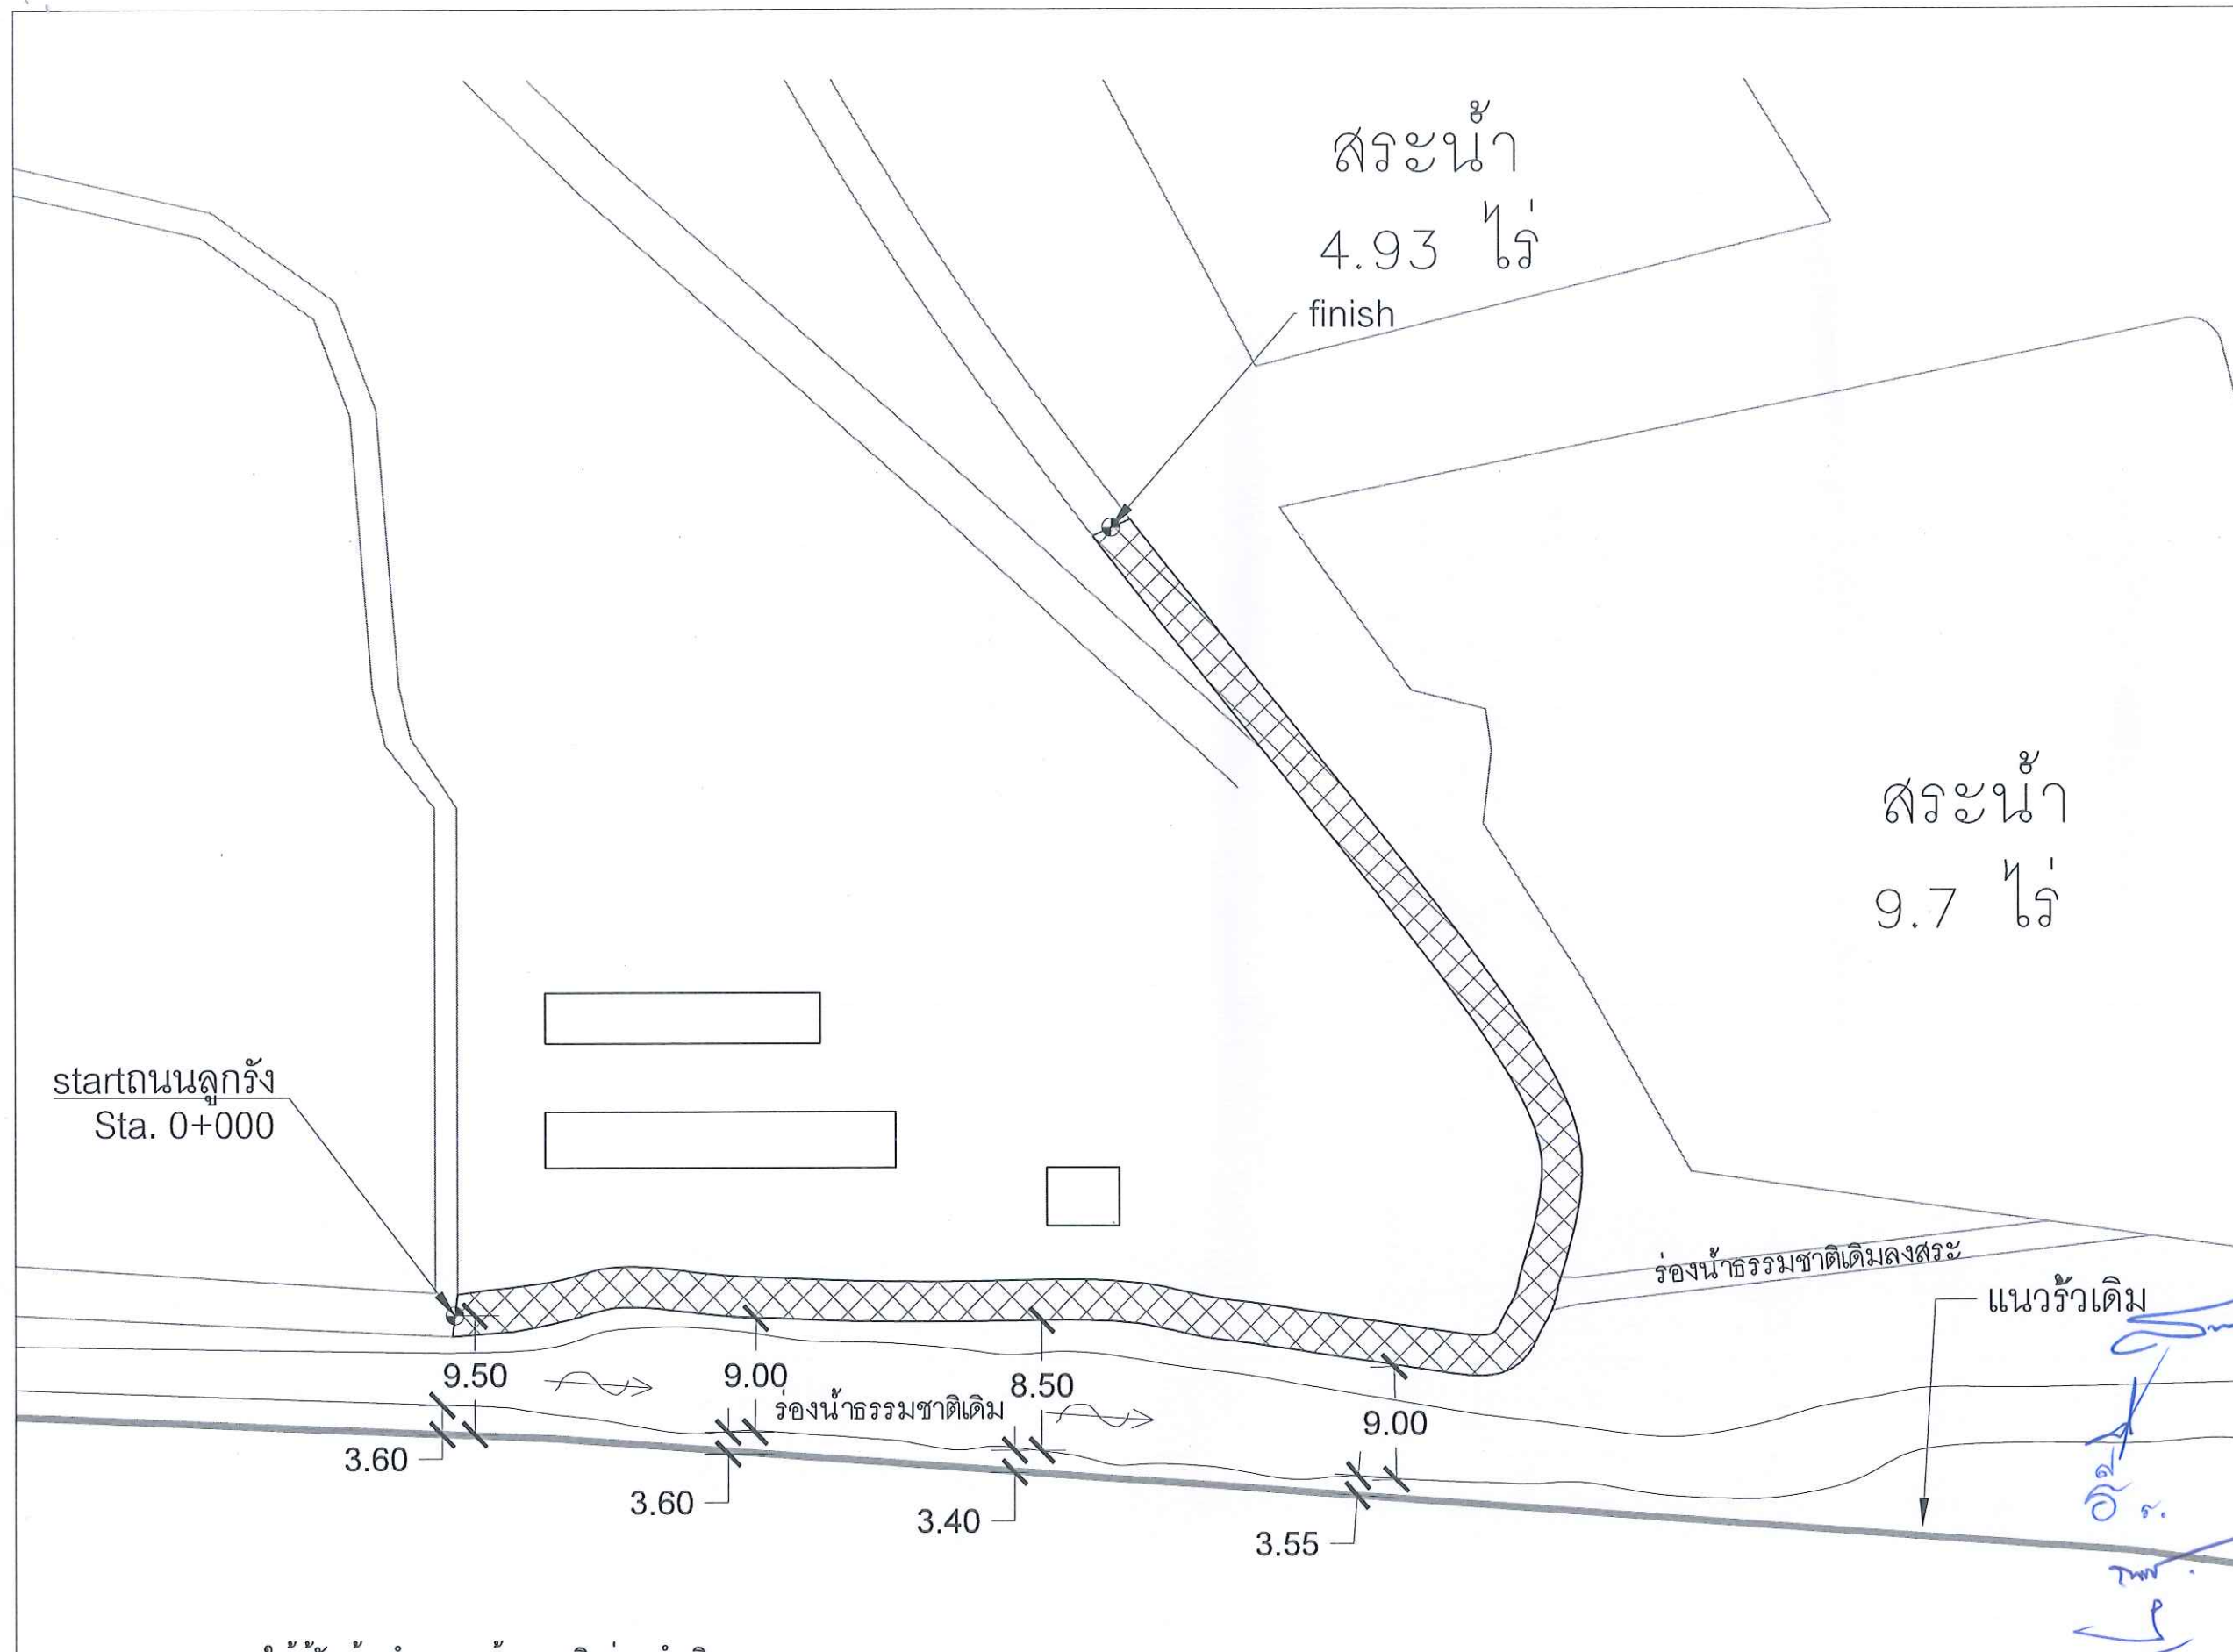 สระน้ำ
4.93 ไร่
finish
สระน้ำ
9.7 ไร่
startถนนลูกรัง
Sta. 0+000
ร่องน้ำธรรมชาติเดิมลงสระ
แนวรั้วเดิม
9.50
9.00
8.50
ร่องน้ำธรรมชาติเดิม
9.00
3.60
3.60
3.40
3.55